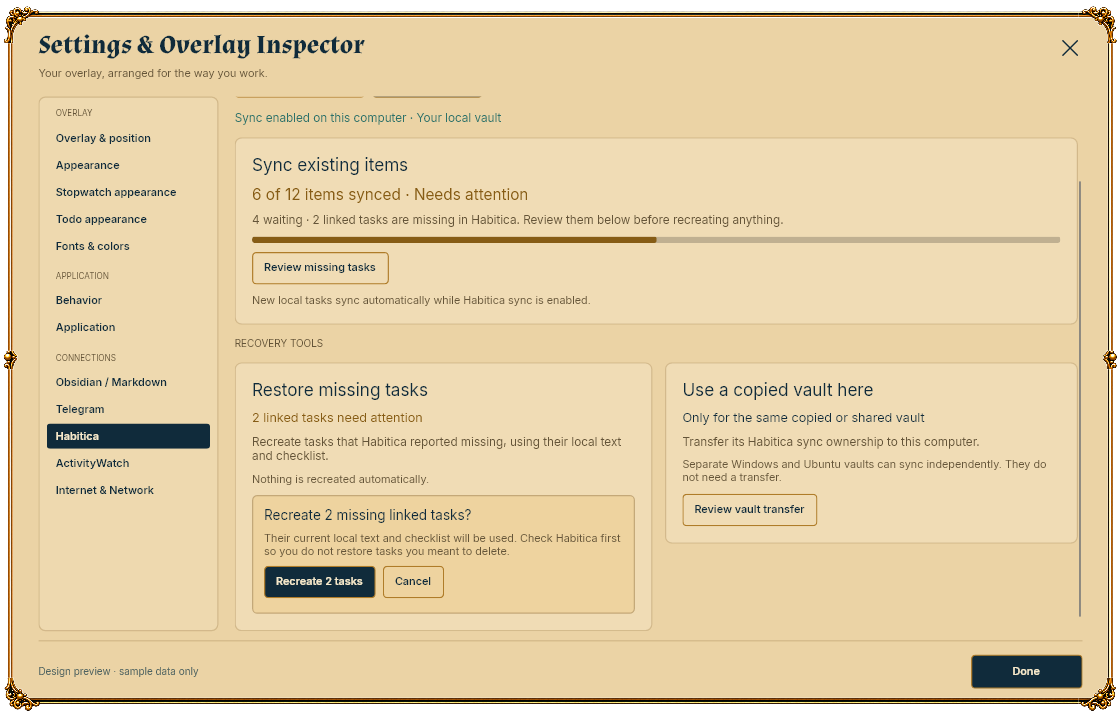 Settings & Overlay Inspector
Your overlay, arranged for the way you work.
OVERLAY
Overlay & position
Appearance
Stopwatch appearance
Todo appearance
Fonts & colors
APPLICATION
Behavior
Application
CONNECTIONS
Obsidian / Markdown
Telegram
Habitica
ActivityWatch
Internet & Network
Sync enabled on this computer · Your local vault
Sync existing items
6 of 12 items synced · Needs attention
4 waiting · 2 linked tasks are missing in Habitica. Review them below before recreating anything.
Review missing tasks
New local tasks sync automatically while Habitica sync is enabled.
RECOVERY TOOLS
Restore missing tasks
2 linked tasks need attention
Recreate tasks that Habitica reported missing, using their local text
and checklist.
Nothing is recreated automatically.
Recreate 2 missing linked tasks?
Their current local text and checklist will be used. Check Habitica first
so you do not restore tasks you meant to delete.
Recreate 2 tasks
Cancel
Use a copied vault here
Only for the same copied or shared vault
Transfer its Habitica sync ownership to this computer.
Separate Windows and Ubuntu vaults can sync independently. They do
not need a transfer.
Review vault transfer
Design preview · sample data only
Done